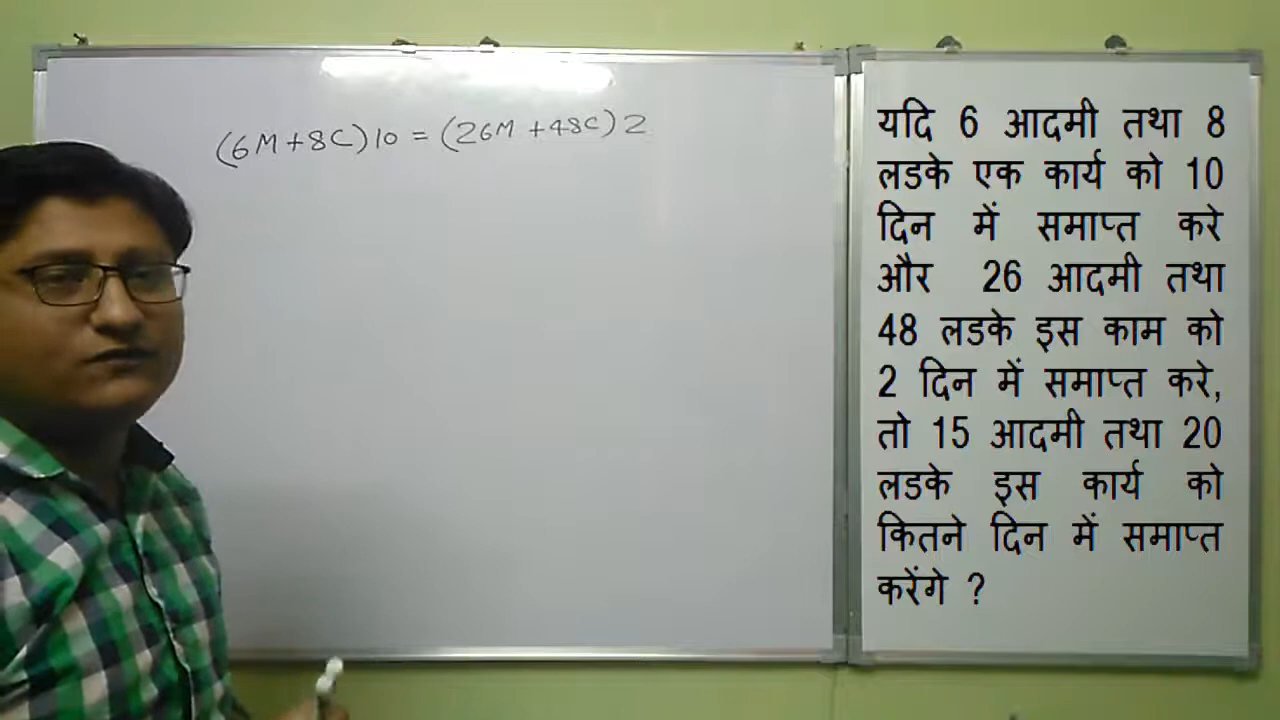 (6M+8C)10 = (26M+48C)2
यदि 6 आदमी तथा 8
लडके एक कार्य को 10
दिन में समाप्त करे
और 26 आदमी तथा
48 लडके इस काम को
2 दिन में समाप्त करे,
तो 15 आदमी तथा 20
लडके इस कार्य को
कितने दिन में समाप्त
करेंगे ?